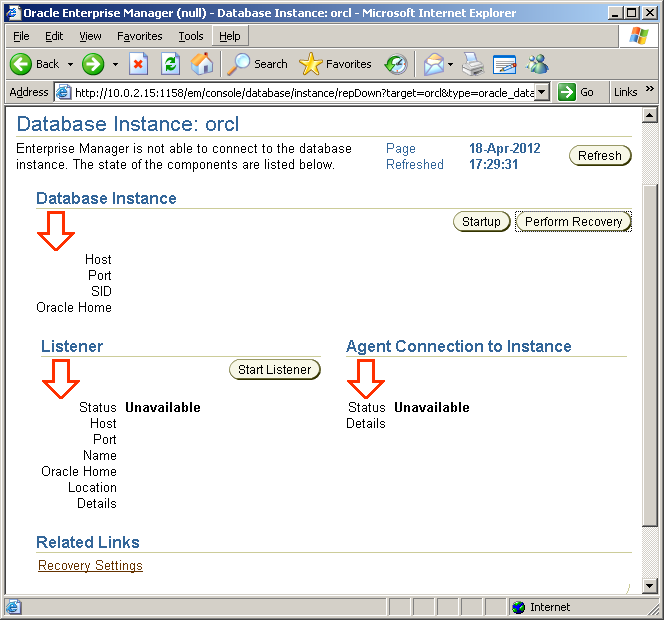 Oracle Enterprise Manager (null) - Database Instance: orcl - Microsoft Internet Explorer
File Edit View Favorites Tools Help
Back Search Favorites
Address http://10.0.2.15:1158/em/console/database/instance/repDown?target=orcl&type=oracle_data Go Links »
Database Instance: orcl
Enterprise Manager is not able to connect to the database
instance. The state of the components are listed below.
Page 18-Apr-2012
Refreshed 17:29:31
Refresh
Database Instance
Startup Perform Recovery
Host
Port
SID
Oracle Home
Listener
Start Listener
Status Unavailable
Host
Port
Name
Oracle Home
Location
Details
Agent Connection to Instance
Status Unavailable
Details
Related Links
Recovery Settings
Internet